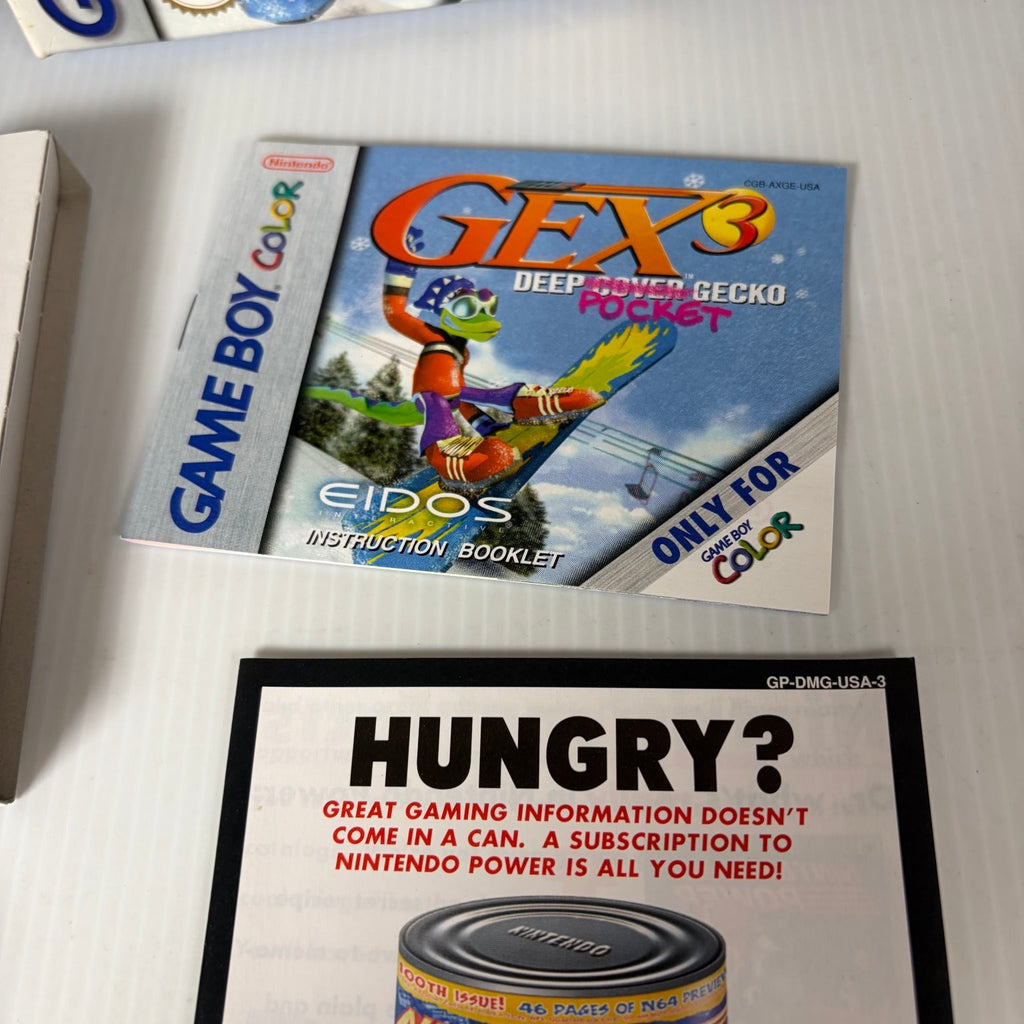 Nintendo
GAME BOY COLOR
CGB-AXGE-USA
GEX 3
DEEP COVER GECKO
POCKET
EIDOS
INTERACTIVE
INSTRUCTION BOOKLET
ONLY FOR
GAME BOY
COLOR
GP-DMG-USA-3
HUNGRY?
GREAT GAMING INFORMATION DOESN'T
COME IN A CAN. A SUBSCRIPTION TO
NINTENDO POWER IS ALL YOU NEED!
NINTENDO
100TH ISSUE! 46 PAGES OF N64 PREVIEW